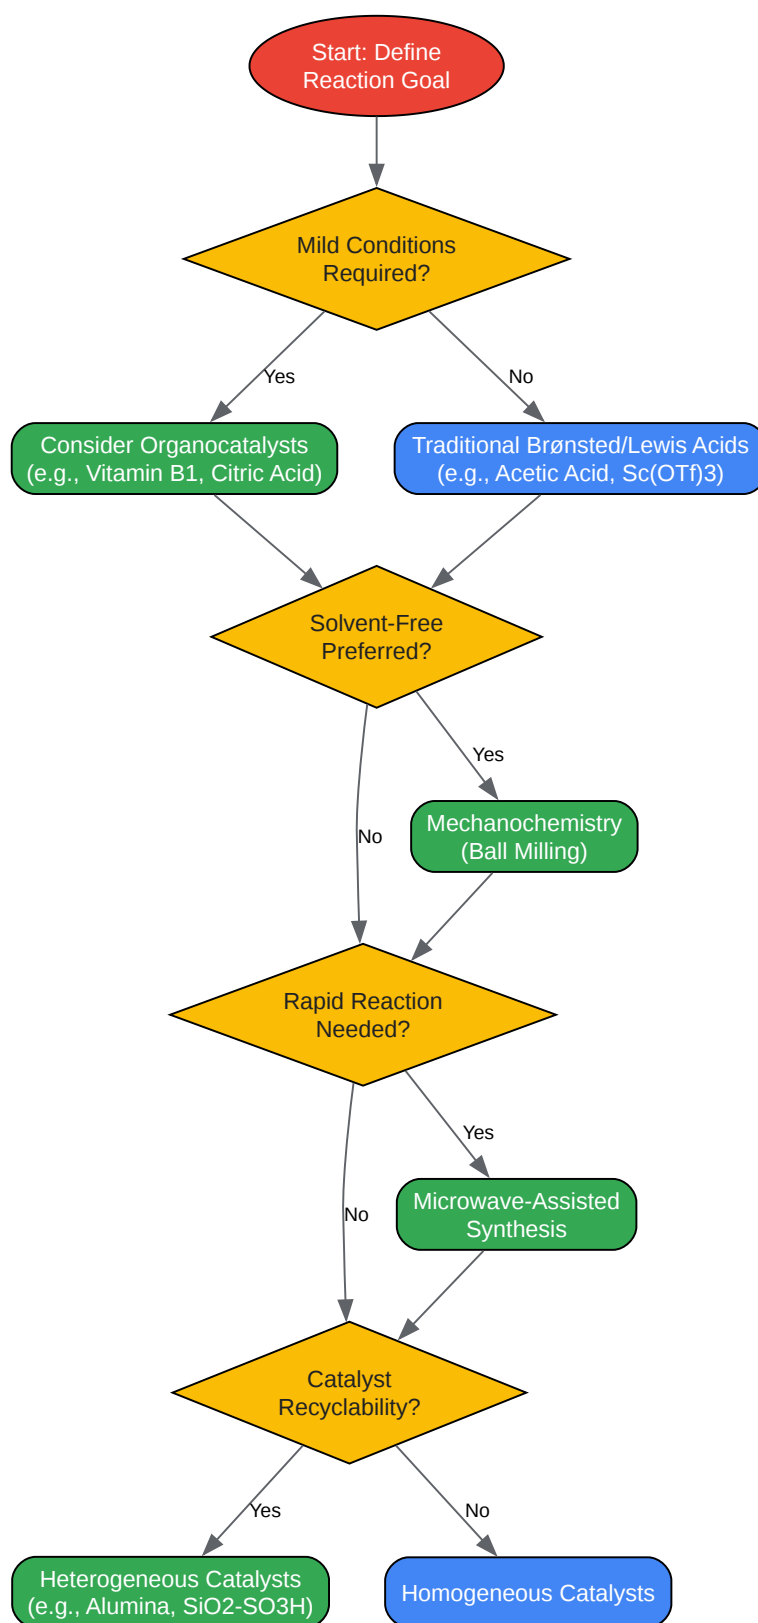 Start: Define
Reaction Goal
Mild Conditions
Required?
Yes
No
Consider Organocatalysts
(e.g., Vitamin B1, Citric Acid)
Traditional Brønsted/Lewis Acids
(e.g., Acetic Acid, Sc(OTf)3)
Solvent-Free
Preferred?
Yes
No
Mechanochemistry
(Ball Milling)
Rapid Reaction
Needed?
Yes
No
Microwave-Assisted
Synthesis
Catalyst
Recyclability?
Yes
No
Heterogeneous Catalysts
(e.g., Alumina, SiO2-SO3H)
Homogeneous Catalysts